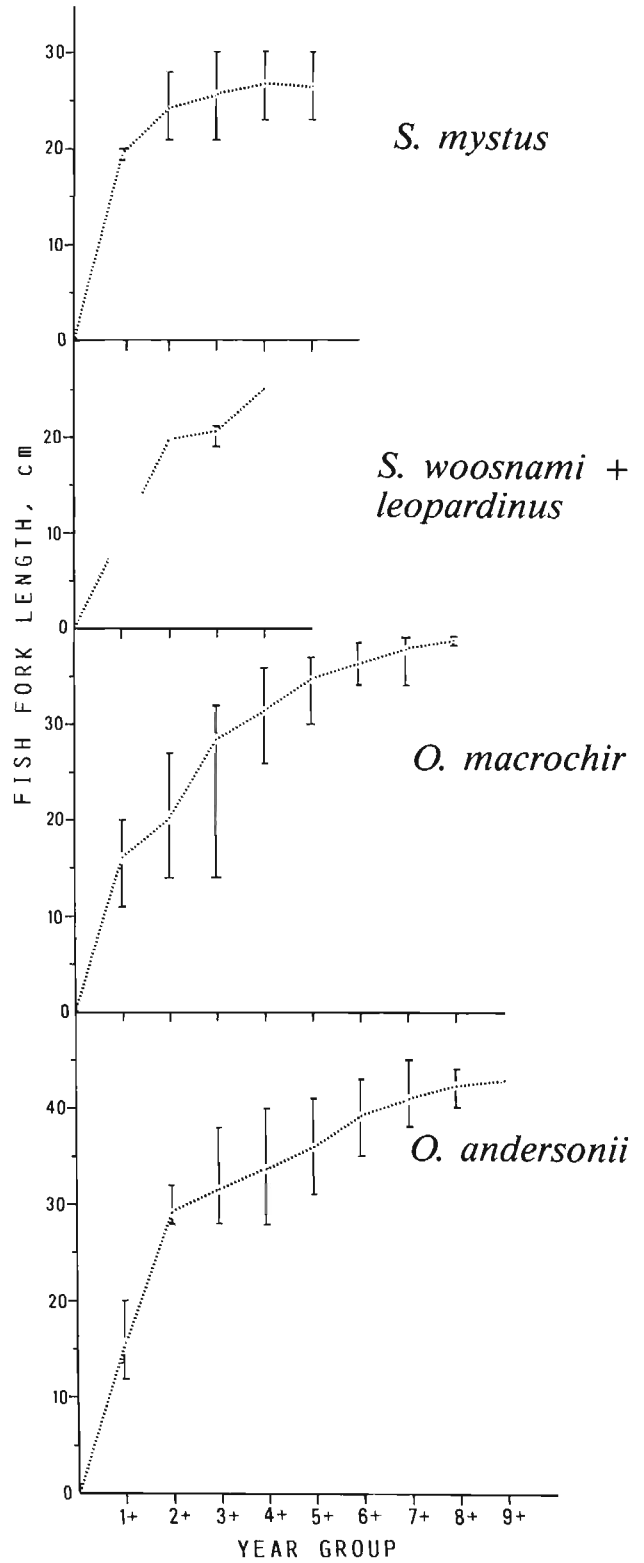 30
20
10
0
S. mystus
20
10
0
S. woosnami +
leopardinus
FISH FORK LENGTH, cm
30
20
10
0
O. macrochir
40
30
20
10
0
O. andersonii
1+ 2+ 3+ 4+ 5+ 6+ 7+ 8+ 9+
YEAR GROUP